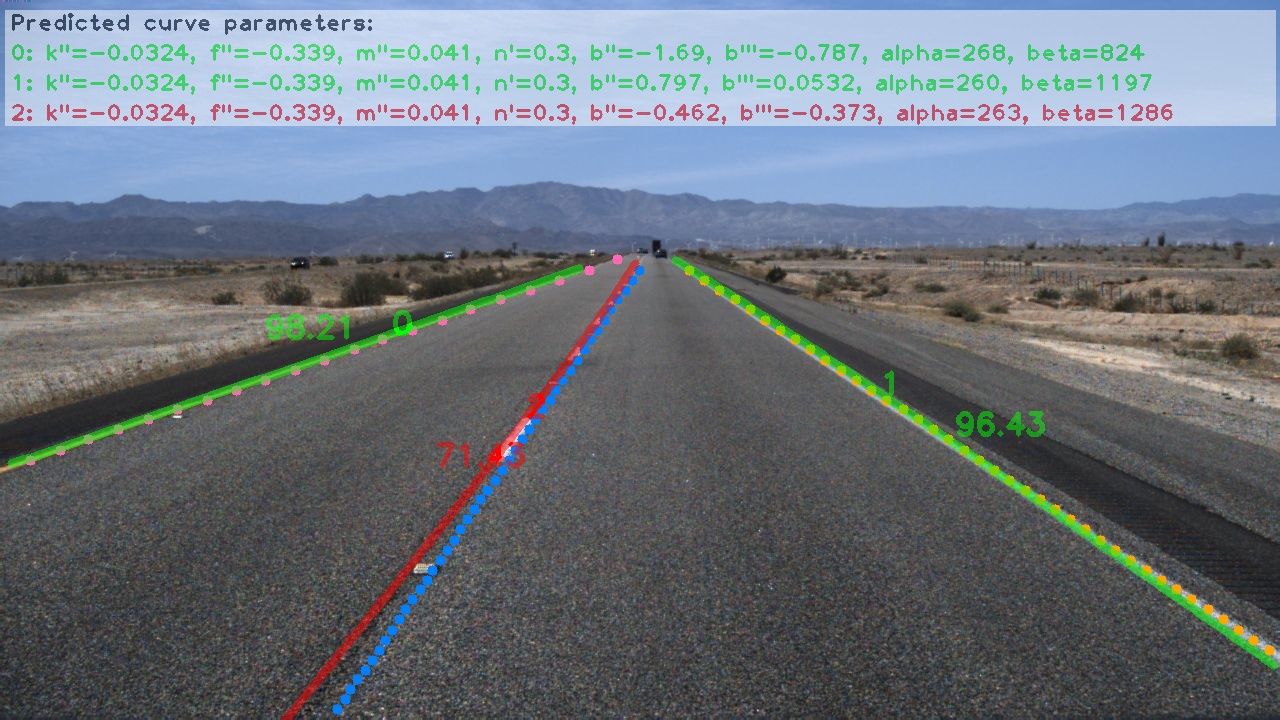 Predicted curve parameters:
0: k''=-0.0324, f''=-0.339, m''=0.041, n'=0.3, b''=-1.69, b'''=-0.787, alpha=268, beta=824
1: k''=-0.0324, f''=-0.339, m''=0.041, n'=0.3, b''=0.797, b'''=0.0532, alpha=260, beta=1197
2: k''=-0.0324, f''=-0.339, m''=0.041, n'=0.3, b''=-0.462, b'''=-0.373, alpha=263, beta=1286
98.21 0
1
96.43
2